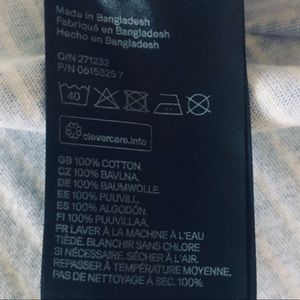 Made in Bangladesh
Fabriqué en Bangladesh
Hecho en Bangladesh
O/N 271232
P/N 0615325 7
40
clevercare.info
GB 100% COTTON.
CZ 100% BAVLNA.
DE 100% BAUMWOLLE.
EE 100% PUUVILL.
ES 100% ALGODÓN.
FI 100% PUUVILLAA.
FR LAVER À LA MACHINE À L'EAU
TIÈDE. BLANCHIR SANS CHLORE
SI NÉCESSAIRE. SÉCHER À L'AIR.
REPASSER À TEMPÉRATURE MOYENNE.
PAS DE NETTOYAGE À SEC. 100%